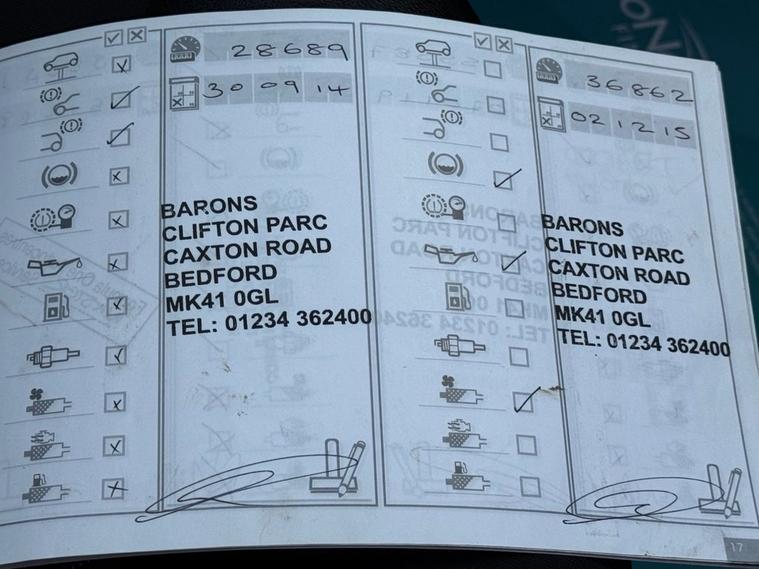 28689
30 09 14
BARONS
CLIFTON PARC
CAXTON ROAD
BEDFORD
MK41 0GL
TEL: 01234 362400
36862
02 12 15
BARONS
CLIFTON PARC
CAXTON ROAD
BEDFORD
MK41 0GL
TEL: 01234 362400
17